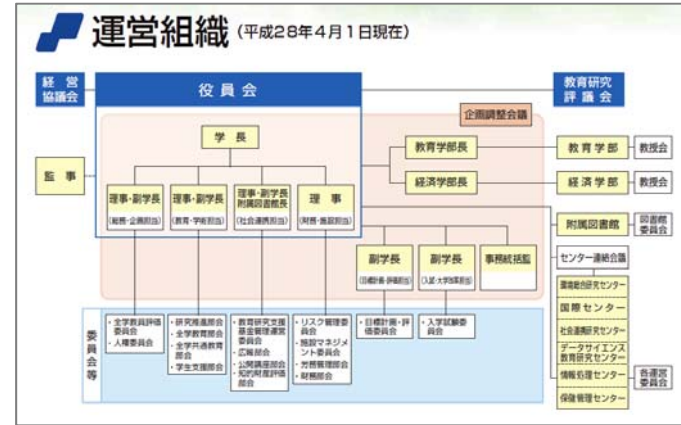 運営組織 (平成28年4月1日現在)
経営
協議会
役員会
教育研究
評議会
企画調整会議
学長
監事
教育学部長
教育学部
教授会
経済学部長
経済学部
教授会
理事・副学長
(総務・企画担当)
理事・副学長
(教育・学術担当)
理事・副学長
附属図書館長
(社会連携担当)
理事
(財務・施設担当)
附属図書館
図書館
委員会
副学長
(目標計画・評価担当)
副学長
(入試・大学改革担当)
事務統括監
センター連絡会議
環境総合研究センター
国際センター
社会連携研究センター
データサイエンス
教育研究センター
情報処理センター
保健管理センター
各運営
委員会
委員会等
・全学教員評価
委員会
・人権委員会
・研究推進部会
・全学教育部会
・全学共通教育
部会
・学生支援部会
・教育研究支援
基金管理運営
委員会
・広報部会
・公開講座部会
・知的財産評価
部会
・リスク管理委
員会
・施設マネジメ
ント委員会
・労務管理部会
・財務部会
・目標計画・評
価委員会
・入学試験委
員会